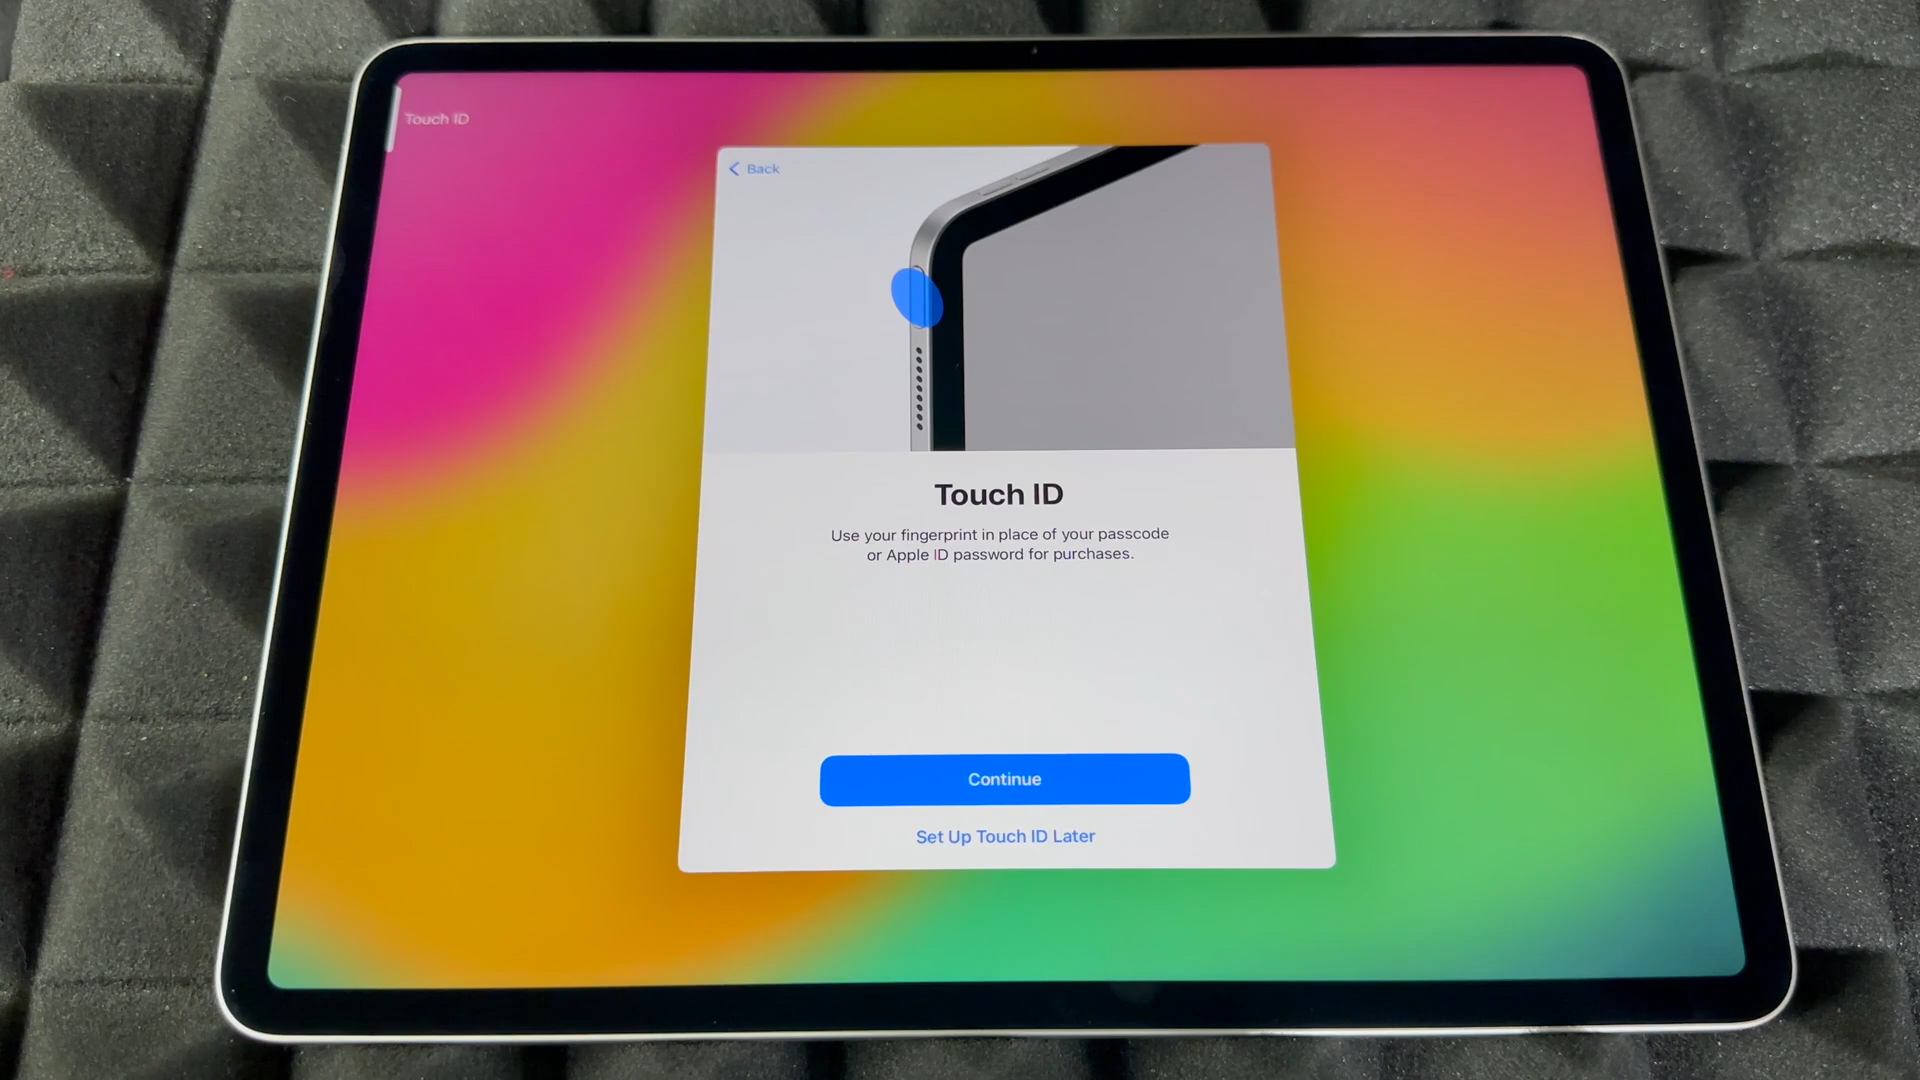 Touch ID
Back
Touch ID
Use your fingerprint in place of your passcode
or Apple ID password for purchases.
Continue
Set Up Touch ID Later